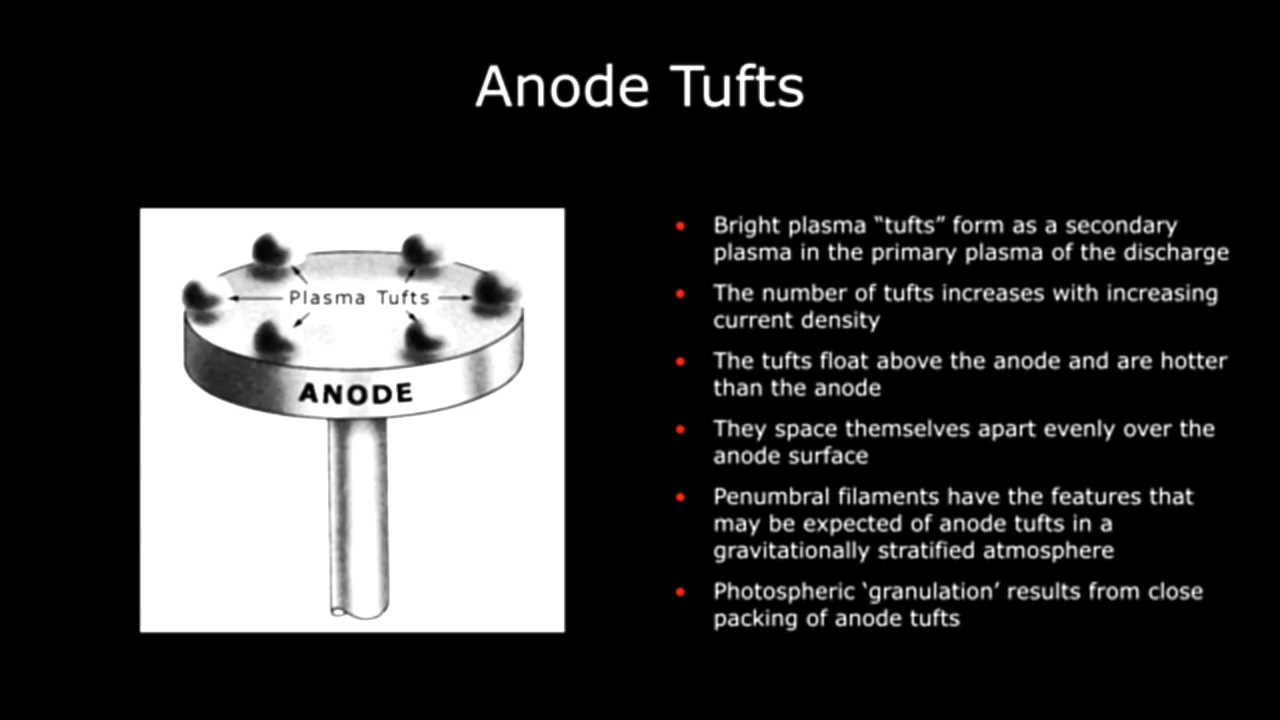 Anode Tufts
Plasma Tufts
ANODE
• Bright plasma “tufts” form as a secondary
plasma in the primary plasma of the discharge
• The number of tufts increases with increasing
current density
• The tufts float above the anode and are hotter
than the anode
• They space themselves apart evenly over the
anode surface
• Penumbral filaments have the features that
may be expected of anode tufts in a
gravitationally stratified atmosphere
• Photospheric ‘granulation’ results from close
packing of anode tufts